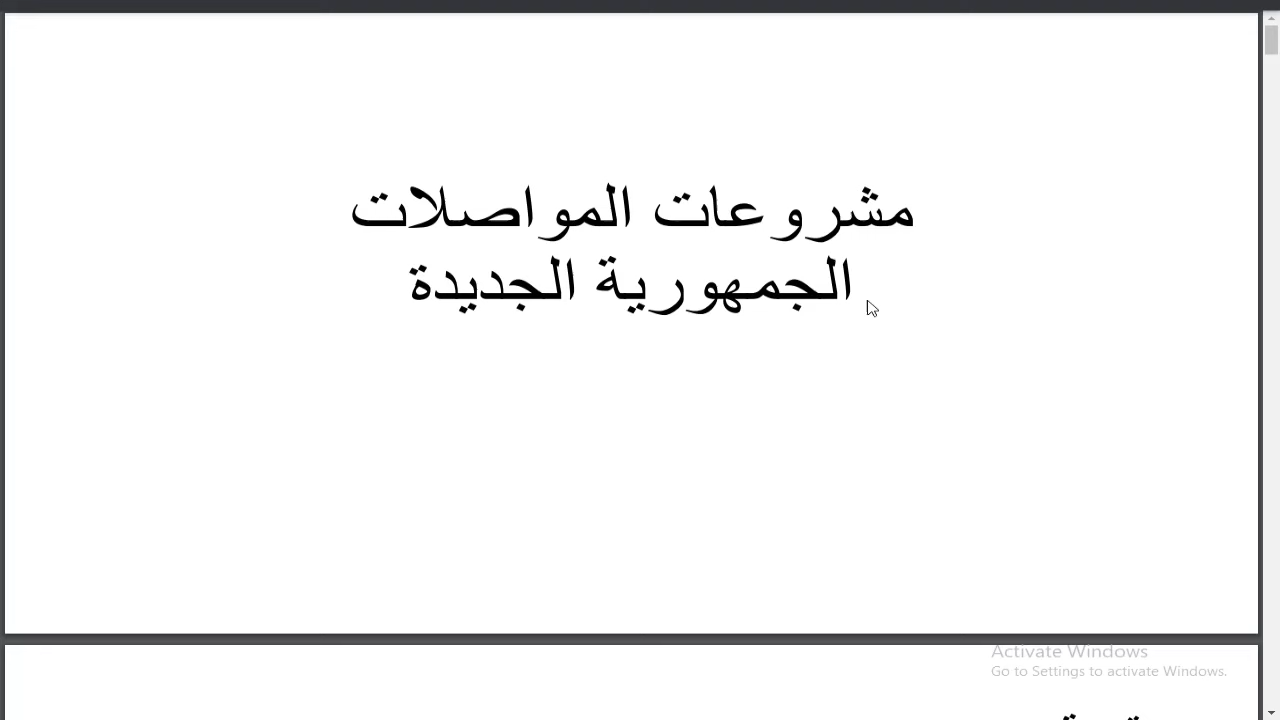 مشروعات المواصلات
الجمهورية الجديدة
Activate Windows
Go to Settings to activate Windows.